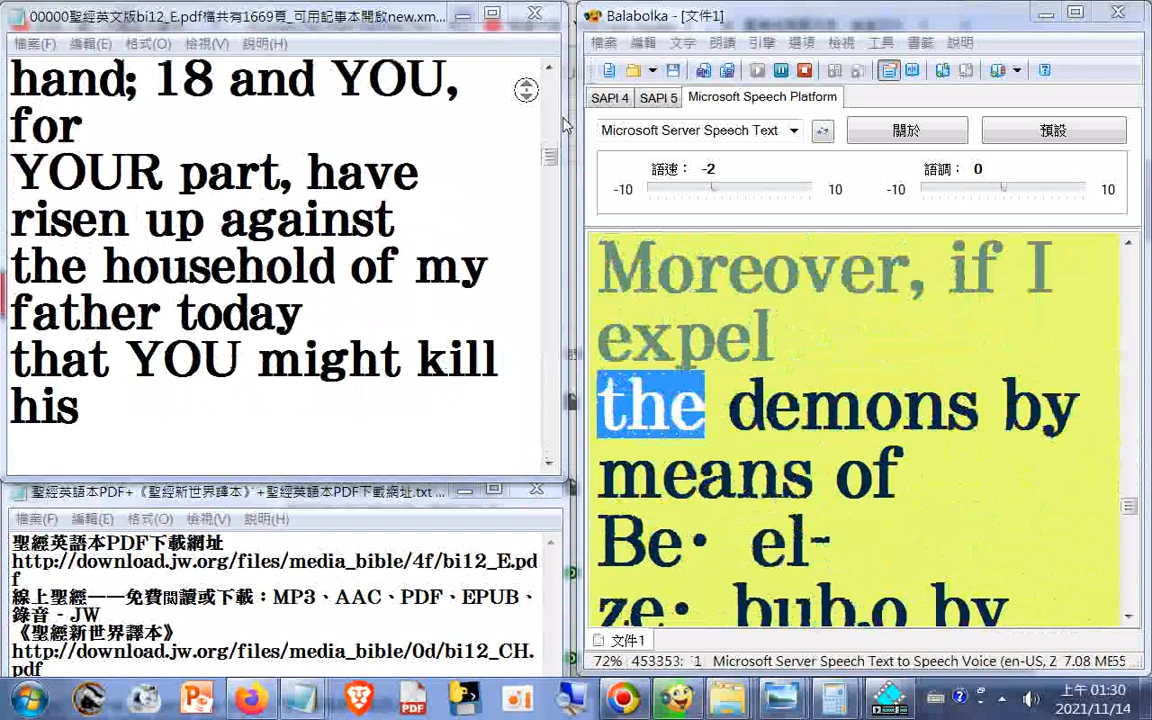 00000聖經英文版bi12_E.pdf檔共有1669頁_可用記事本開啟new.xm...
檔案(F) 編輯(E) 格式(O) 檢視(V) 說明(H)
hand; 18 and YOU,
for
YOUR part, have
risen up against
the household of my
father today
that YOU might kill
his
聖經英語本PDF+《聖經新世界譯本》+聖經英語本PDF下載網址.txt ...
檔案(F) 編輯(E) 格式(O) 檢視(V) 說明(H)
聖經英語本PDF下載網址
http://download.jw.org/files/media_bible/4f/bi12_E.pd
f
線上聖經——免費閱讀或下載：MP3、AAC、PDF、EPUB、
錄音 - JW
《聖經新世界譯本》
http://download.jw.org/files/media_bible/0d/bi12_CH.
pdf
Balabolka - [文件1]
檔案 編輯 文字 朗讀 引擎 選項 檢視 工具 書籤 說明
SAPI 4 SAPI 5 Microsoft Speech Platform
Microsoft Server Speech Text 關於 預設
語速： -2 語調： 0
-10 10 -10 10
Moreover, if I
expel
the demons by
means of
Be· el-
ze· bub,o by
文件1
72% 453353: 1 Microsoft Server Speech Text to Speech Voice (en-US, Z 7.08 ME55
PDF
上午 01:30
2021/11/14